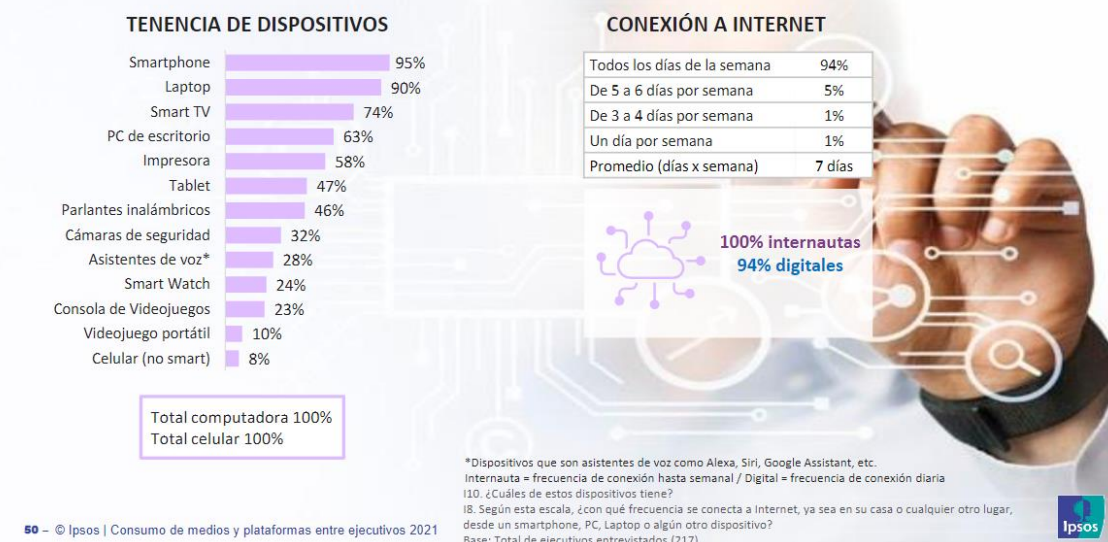 TENENCIA DE DISPOSITIVOS
Smartphone 95%
Laptop 90%
Smart TV 74%
PC de escritorio 63%
Impresora 58%
Tablet 47%
Parlantes inalámbricos 46%
Cámaras de seguridad 32%
Asistentes de voz* 28%
Smart Watch 24%
Consola de Videojuegos 23%
Videojuego portátil 10%
Celular (no smart) 8%
Total computadora 100%
Total celular 100%
CONEXIÓN A INTERNET
Todos los días de la semana 94%
De 5 a 6 días por semana 5%
De 3 a 4 días por semana 1%
Un día por semana 1%
Promedio (días x semana) 7 días
100% internautas
94% digitales
*Dispositivos que son asistentes de voz como Alexa, Siri, Google Assistant, etc.
Internauta = frecuencia de conexión hasta semanal / Digital = frecuencia de conexión diaria
I10. ¿Cuáles de estos dispositivos tiene?
I8. Según esta escala, ¿con qué frecuencia se conecta a Internet, ya sea en su casa o cualquier otro lugar,
desde un smartphone, PC, Laptop o algún otro dispositivo?
Base: Total de ejecutivos entrevistados (217)
50 – © Ipsos | Consumo de medios y plataformas entre ejecutivos 2021
Ipsos